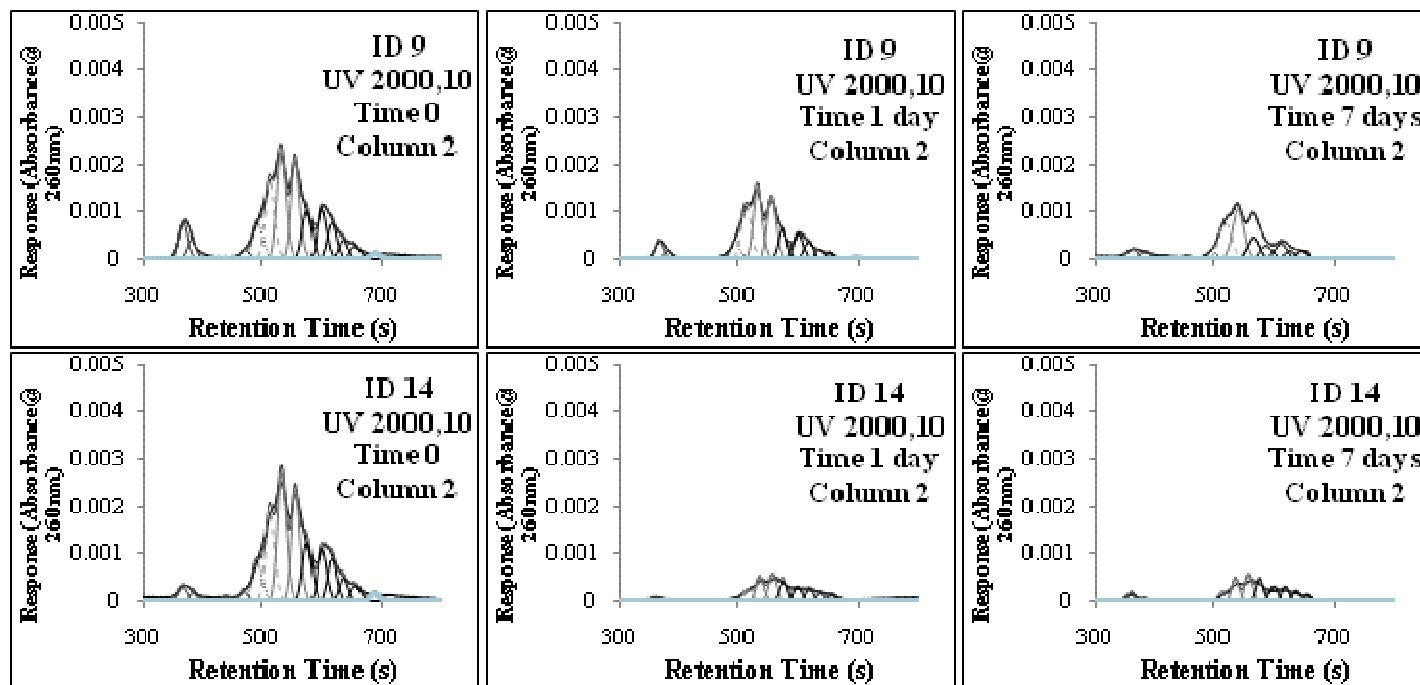 0.005
0.004
0.003
0.002
0.001
0
300
500
700
Response (Absorbance@
260nm)
Retention Time (s)
ID 9
UV 2000,10
Time 0
Column 2
0.005
0.004
0.003
0.002
0.001
0
300
500
700
Response (Absorbance@
260nm)
Retention Time (s)
ID 9
UV 2000,10
Time 1 day
Column 2
0.005
0.004
0.003
0.002
0.001
0
300
500
700
Response (Absorbance@
260nm)
Retention Time (s)
ID 9
UV 2000,10
Time 7 days
Column 2
0.005
0.004
0.003
0.002
0.001
0
300
500
700
Response (Absorbance@
260nm)
Retention Time (s)
ID 14
UV 2000,10
Time 0
Column 2
0.005
0.004
0.003
0.002
0.001
0
300
500
700
Response (Absorbance@
260nm)
Retention Time (s)
ID 14
UV 2000,10
Time 1 day
Column 2
0.005
0.004
0.003
0.002
0.001
0
300
500
700
Response (Absorbance@
260nm)
Retention Time (s)
ID 14
UV 2000,10
Time 7 days
Column 2